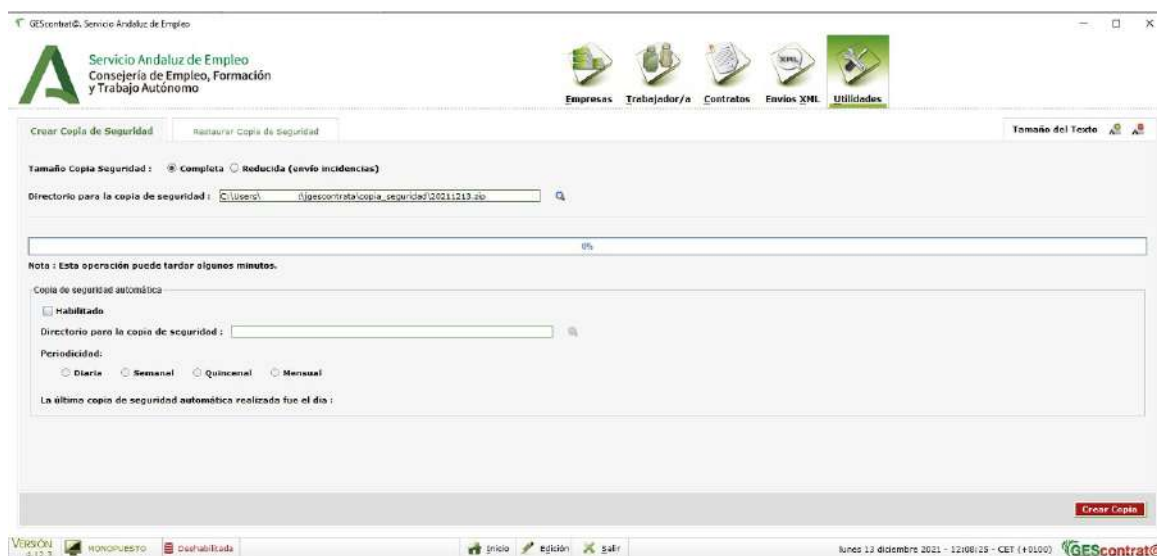 GEScontrat@. Servicio Andaluz de Empleo
Servicio Andaluz de Empleo
Consejería de Empleo, Formación
y Trabajo Autónomo
Empresas Trabajador/a Contratos Envíos XML Utilidades
Crear Copia de Seguridad Restaurar Copia de Seguridad Tamaño del Texto
Tamaño Copia Seguridad : Completa Reducida (envío incidencias)
Directorio para la copia de seguridad : C:\Users\ \jgescontrata\copia_seguridad\20211213.zip
0%
Nota : Esta operación puede tardar algunos minutos.
Copia de seguridad automática
Habilitado
Directorio para la copia de seguridad :
Periodicidad:
Diaria Semanal Quincenal Mensual
La última copia de seguridad automática realizada fue el día :
Crear Copia
VERSIÓN MONOPUESTO Deshabilitada Inicio Edición Salir lunes 13 diciembre 2021 - 12:08:25 - CET (+0100) GEScontrat@